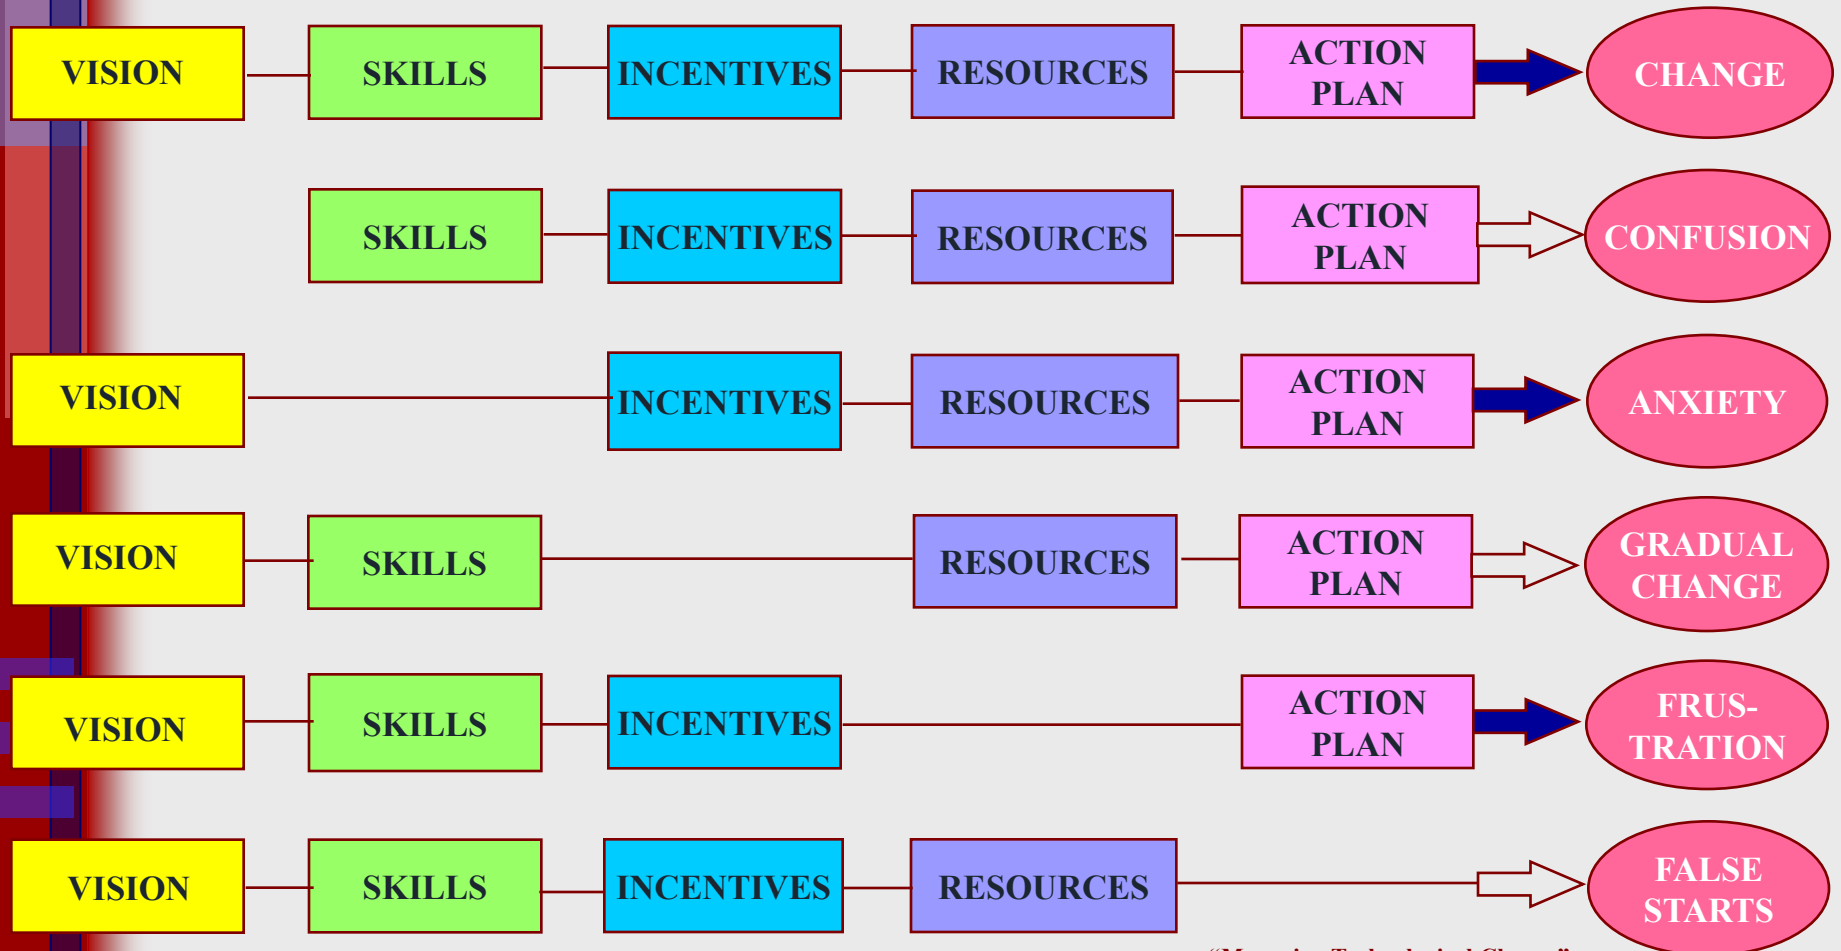 VISION SKILLS INCENTIVES RESOURCES ACTION PLAN CHANGE
SKILLS INCENTIVES RESOURCES ACTION PLAN CONFUSION
VISION INCENTIVES RESOURCES ACTION PLAN ANXIETY
VISION SKILLS RESOURCES ACTION PLAN GRADUAL CHANGE
VISION SKILLS INCENTIVES ACTION PLAN FRUS-TRATION
VISION SKILLS INCENTIVES RESOURCES FALSE STARTS